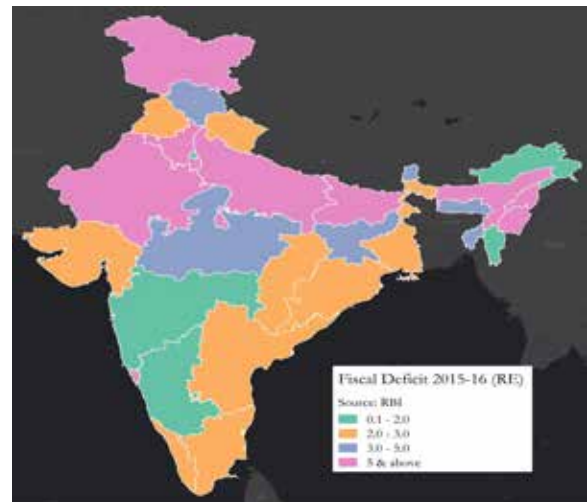 Fiscal Deficit 2015-16 (RE)
Source: RBI
0.1 - 2.0
2.0 - 3.0
3.0 - 5.0
5 & above